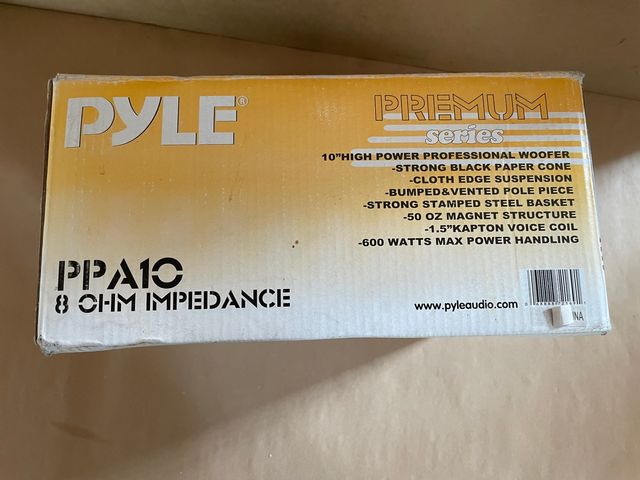 PYLE®
PREMIUM
series
10"HIGH POWER PROFESSIONAL WOOFER
-STRONG BLACK PAPER CONE
-CLOTH EDGE SUSPENSION
-BUMPED&VENTED POLE PIECE
-STRONG STAMPED STEEL BASKET
-50 OZ MAGNET STRUCTURE
-1.5"KAPTON VOICE COIL
-600 WATTS MAX POWER HANDLING
PPA10
8 OHM IMPEDANCE
www.pyleaudio.com